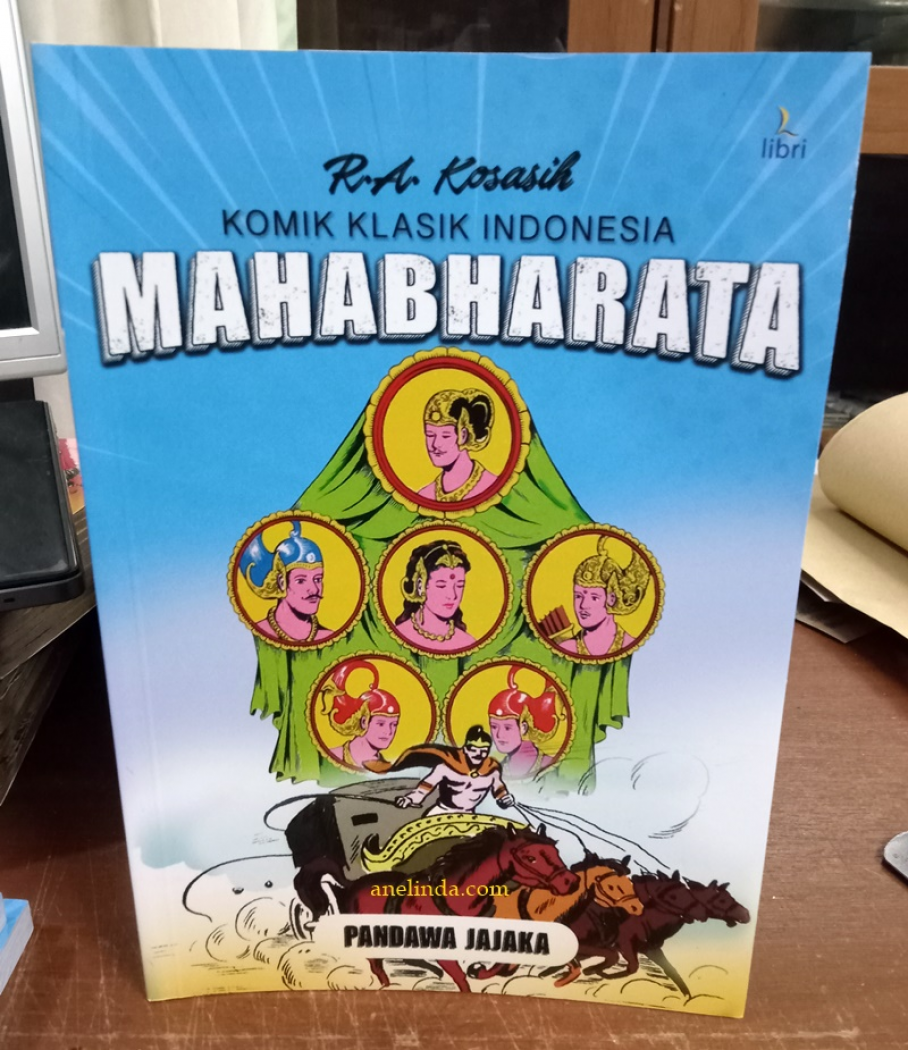 libri
R.A. Kosasih
KOMIK KLASIK INDONESIA
MAHABHARATA
anelinda.com
PANDAWA JAJAKA